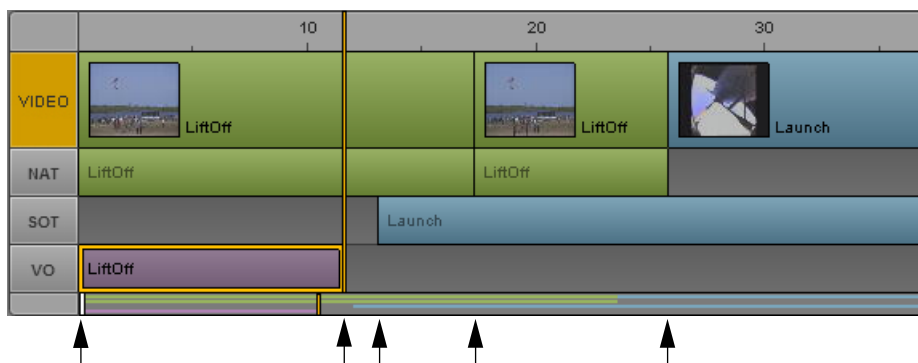 10 20 30
VIDEO LiftOff LiftOff Launch
NAT LiftOff LiftOff
SOT Launch
VO LiftOff